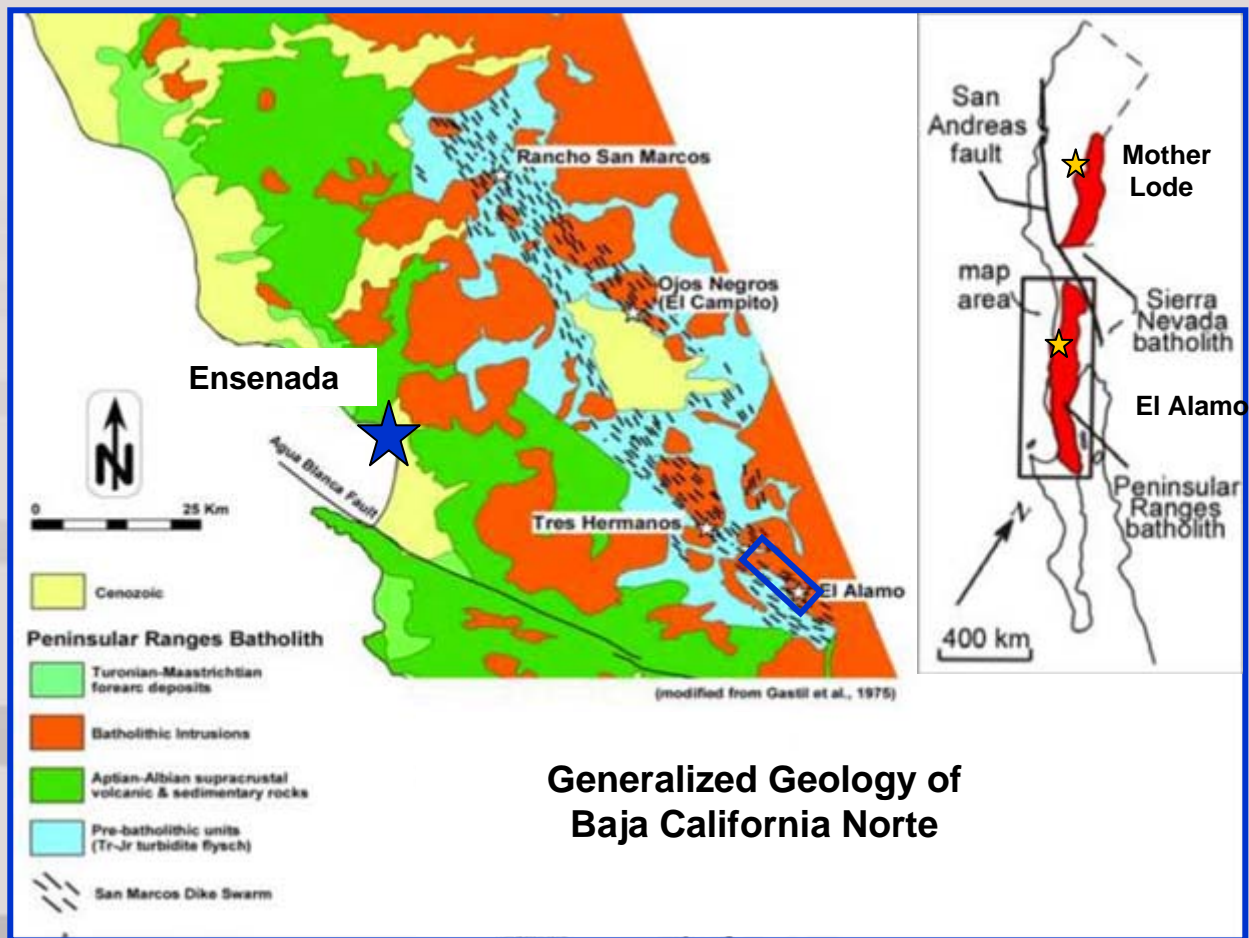 Rancho San Marcos
Ojos Negros
(El Campito)
Ensenada
Agua Blanca Fault
N
0 25 Km
Tres Hermanos
El Alamo
Cenozoic
Peninsular Ranges Batholith
Turonian-Maastrichtian
forearc deposits
Batholithic Intrusions
Aptian-Albian supracrustal
volcanic & sedimentary rocks
Pre-batholithic units
(Tr-Jr turbidite flysch)
San Marcos Dike Swarm
(modified from Gastil et al., 1975)
Generalized Geology of
Baja California Norte
San
Andreas
fault
Mother
Lode
map
area
Sierra
Nevada
batholith
El Alamo
Peninsular
Ranges
batholith
N
400 km